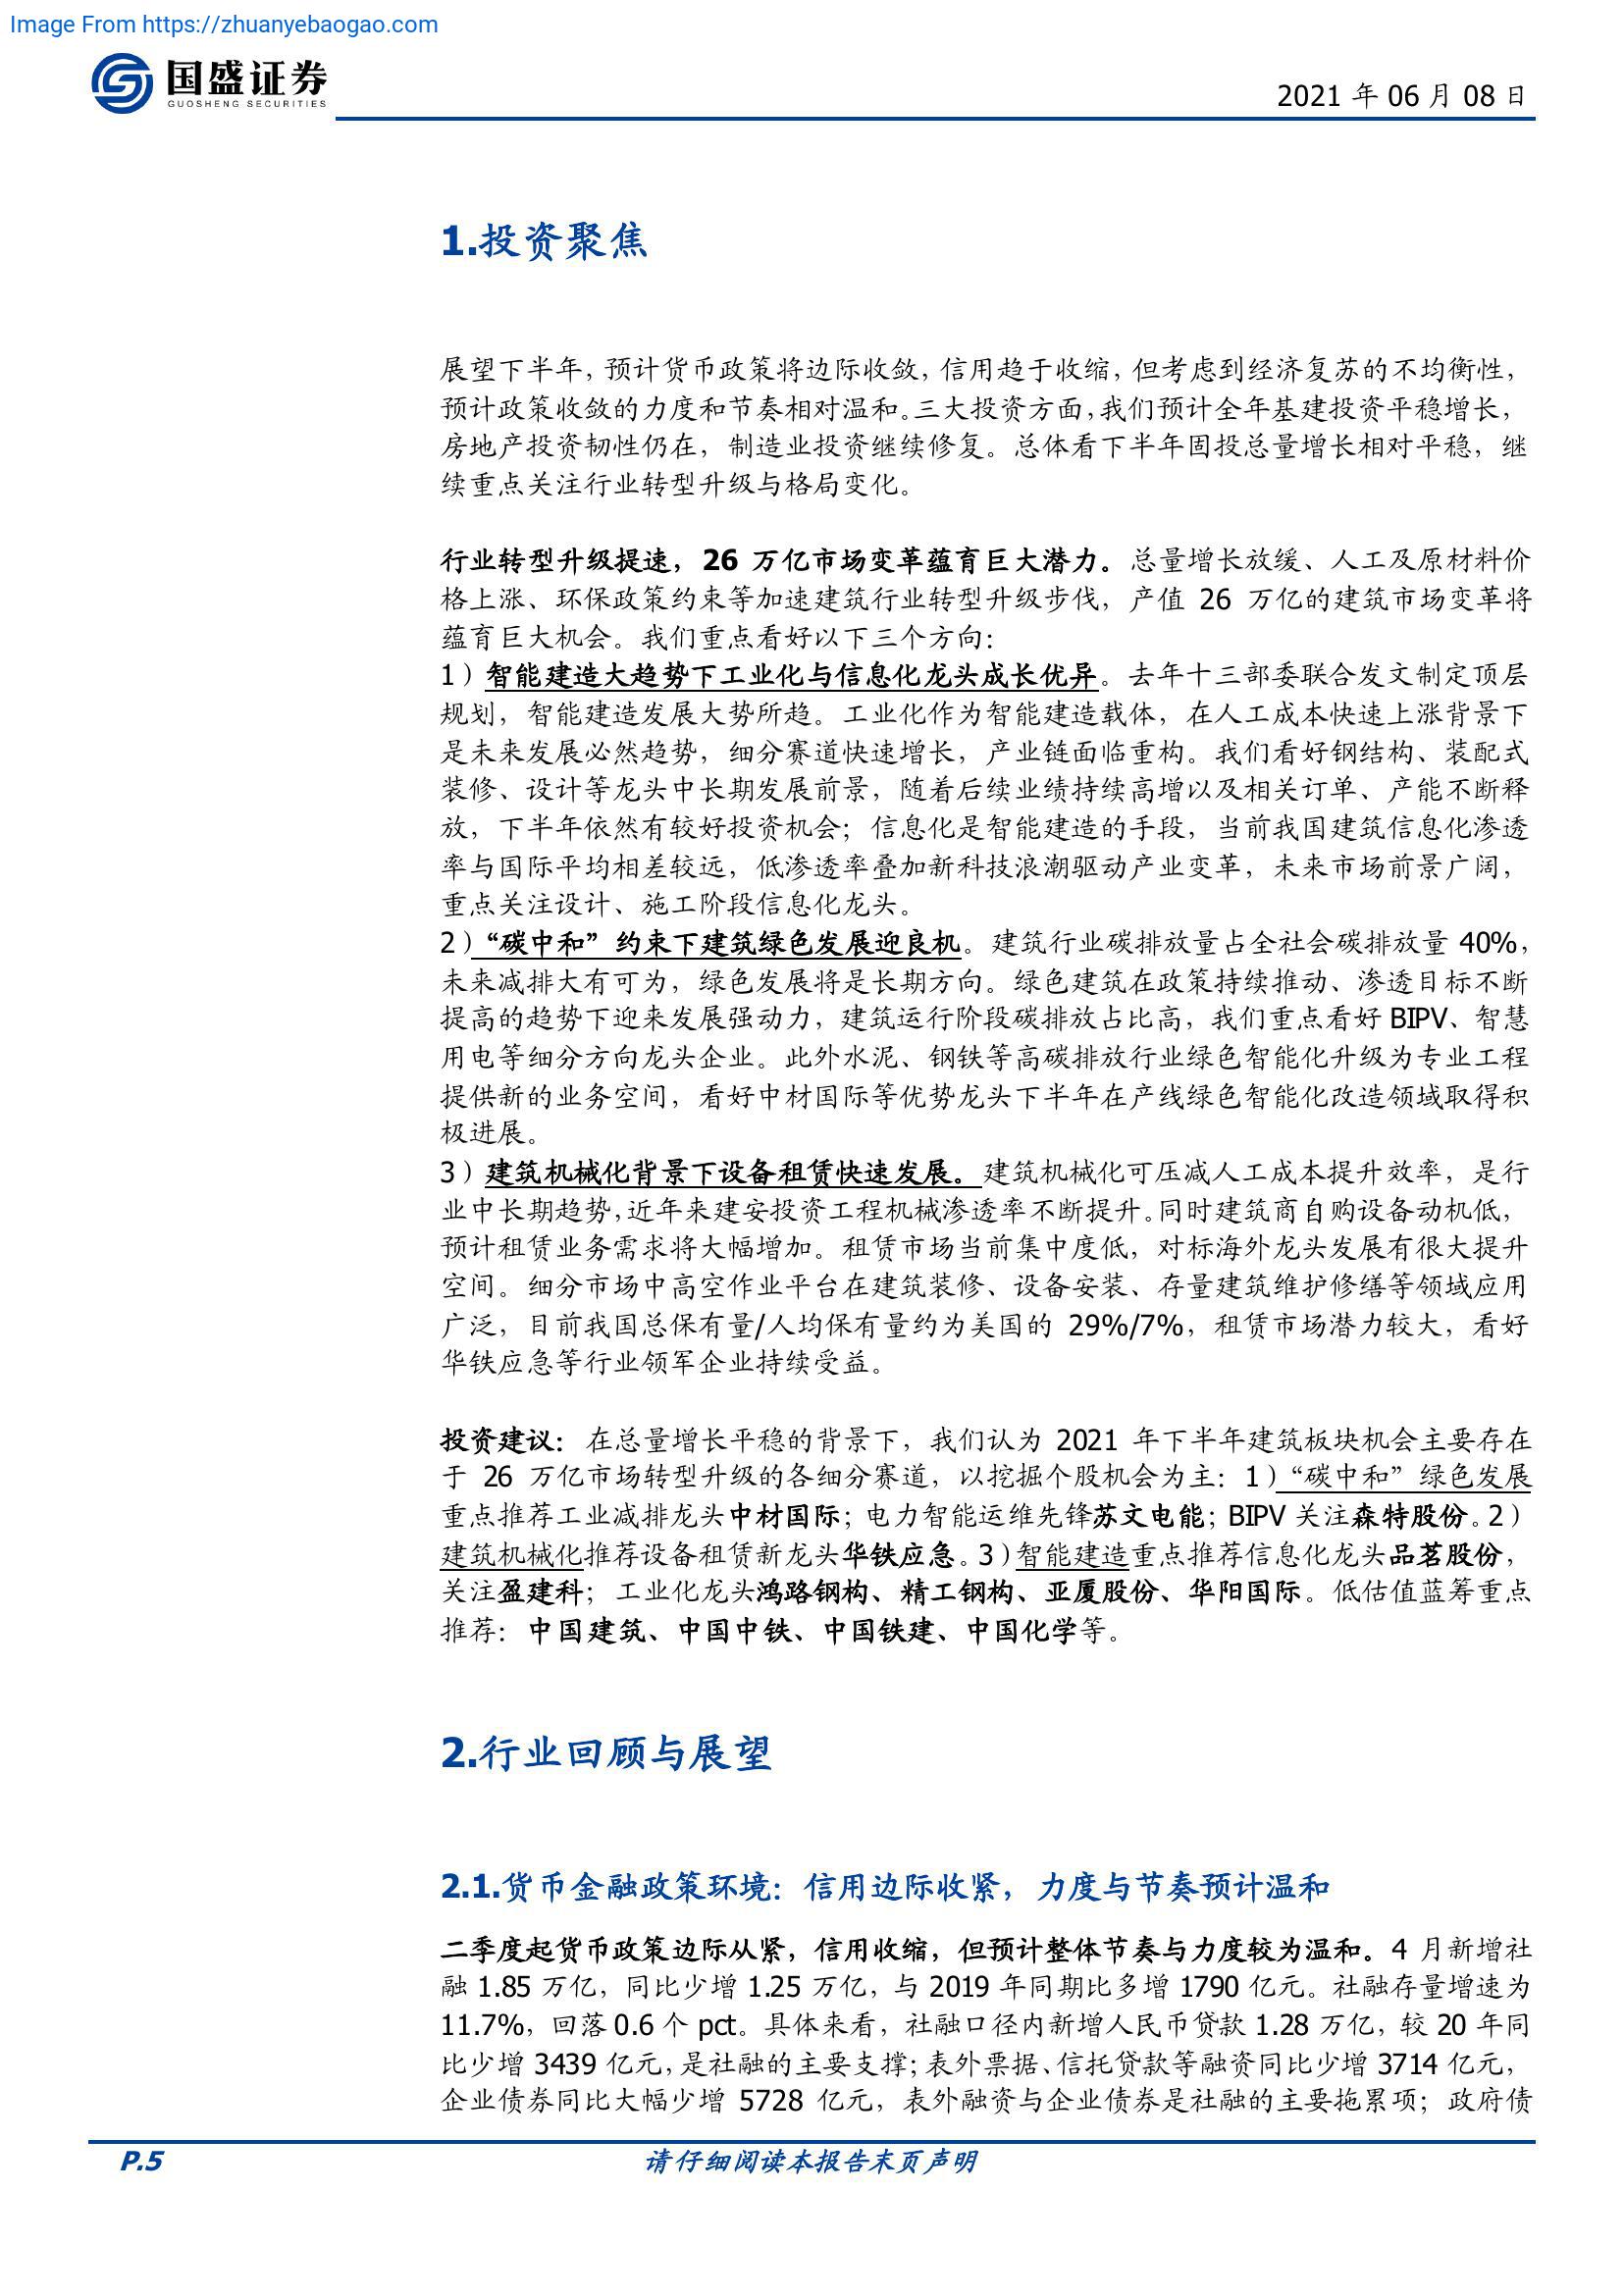 Image From https://zhuanyebaogao.com
国盛证券
GUOSHENG SECURITIES
2021 年 06 月 08 日
1.投资聚焦
展望下半年，预计货币政策将边际收敛，信用趋于收缩，但考虑到经济复苏的不均衡性，
预计政策收敛的力度和节奏相对温和。三大投资方面，我们预计全年基建投资平稳增长，
房地产投资韧性仍在，制造业投资继续修复。总体看下半年固投总量增长相对平稳，继
续重点关注行业转型升级与格局变化。
行业转型升级提速，26 万亿市场变革蕴育巨大潜力。总量增长放缓、人工及原材料价
格上涨、环保政策约束等加速建筑行业转型升级步伐，产值 26 万亿的建筑市场变革将
蕴育巨大机会。我们重点看好以下三个方向：
1）智能建造大趋势下工业化与信息化龙头成长优异。去年十三部委联合发文制定顶层
规划，智能建造发展大势所趋。工业化作为智能建造载体，在人工成本快速上涨背景下
是未来发展必然趋势，细分赛道快速增长，产业链面临重构。我们看好钢结构、装配式
装修、设计等龙头中长期发展前景，随着后续业绩持续高增以及相关订单、产能不断释
放，下半年依然有较好投资机会；信息化是智能建造的手段，当前我国建筑信息化渗透
率与国际平均相差较远，低渗透率叠加新科技浪潮驱动产业变革，未来市场前景广阔，
重点关注设计、施工阶段信息化龙头。
2）“碳中和”约束下建筑绿色发展迎良机。建筑行业碳排放量占全社会碳排放量 40%，
未来减排大有可为，绿色发展将是长期方向。绿色建筑在政策持续推动、渗透目标不断
提高的趋势下迎来发展强动力，建筑运行阶段碳排放占比高，我们重点看好 BIPV、智慧
用电等细分方向龙头企业。此外水泥、钢铁等高碳排放行业绿色智能化升级为专业工程
提供新的业务空间，看好中材国际等优势龙头下半年在产线绿色智能化改造领域取得积
极进展。
3）建筑机械化背景下设备租赁快速发展。建筑机械化可压减人工成本提升效率，是行
业中长期趋势，近年来建安投资工程机械渗透率不断提升。同时建筑商自购设备动机低，
预计租赁业务需求将大幅增加。租赁市场当前集中度低，对标海外龙头发展有很大提升
空间。细分市场中高空作业平台在建筑装修、设备安装、存量建筑维护修缮等领域应用
广泛，目前我国总保有量/人均保有量约为美国的 29%/7%，租赁市场潜力较大，看好
华铁应急等行业领军企业持续受益。
投资建议：在总量增长平稳的背景下，我们认为 2021 年下半年建筑板块机会主要存在
于 26 万亿市场转型升级的各细分赛道，以挖掘个股机会为主：1）“碳中和”绿色发展
重点推荐工业减排龙头中材国际；电力智能运维先锋苏文电能；BIPV 关注森特股份。2）
建筑机械化推荐设备租赁新龙头华铁应急。3）智能建造重点推荐信息化龙头品茗股份，
关注盈建科；工业化龙头鸿路钢构、精工钢构、亚厦股份、华阳国际。低估值蓝筹重点
推荐：中国建筑、中国中铁、中国铁建、中国化学等。
2.行业回顾与展望
2.1.货币金融政策环境：信用边际收紧，力度与节奏预计温和
二季度起货币政策边际从紧，信用收缩，但预计整体节奏与力度较为温和。4 月新增社
融 1.85 万亿，同比少增 1.25 万亿，与 2019 年同期比多增 1790 亿元。社融存量增速为
11.7%，回落 0.6 个 pct。具体来看，社融口径内新增人民币贷款 1.28 万亿，较 20 年同
比少增 3439 亿元，是社融的主要支撑；表外票据、信托贷款等融资同比少增 3714 亿元，
企业债券同比大幅少增 5728 亿元，表外融资与企业债券是社融的主要拖累项；政府债
P.5
请仔细阅读本报告末页声明